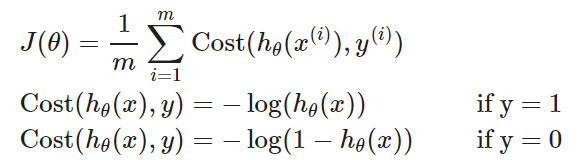 J(θ) = 1/m ∑_{i=1}^{m} Cost(h_θ(x^{(i)}), y^{(i)})
Cost(h_θ(x), y) = − log(h_θ(x)) if y = 1
Cost(h_θ(x), y) = − log(1 − h_θ(x)) if y = 0